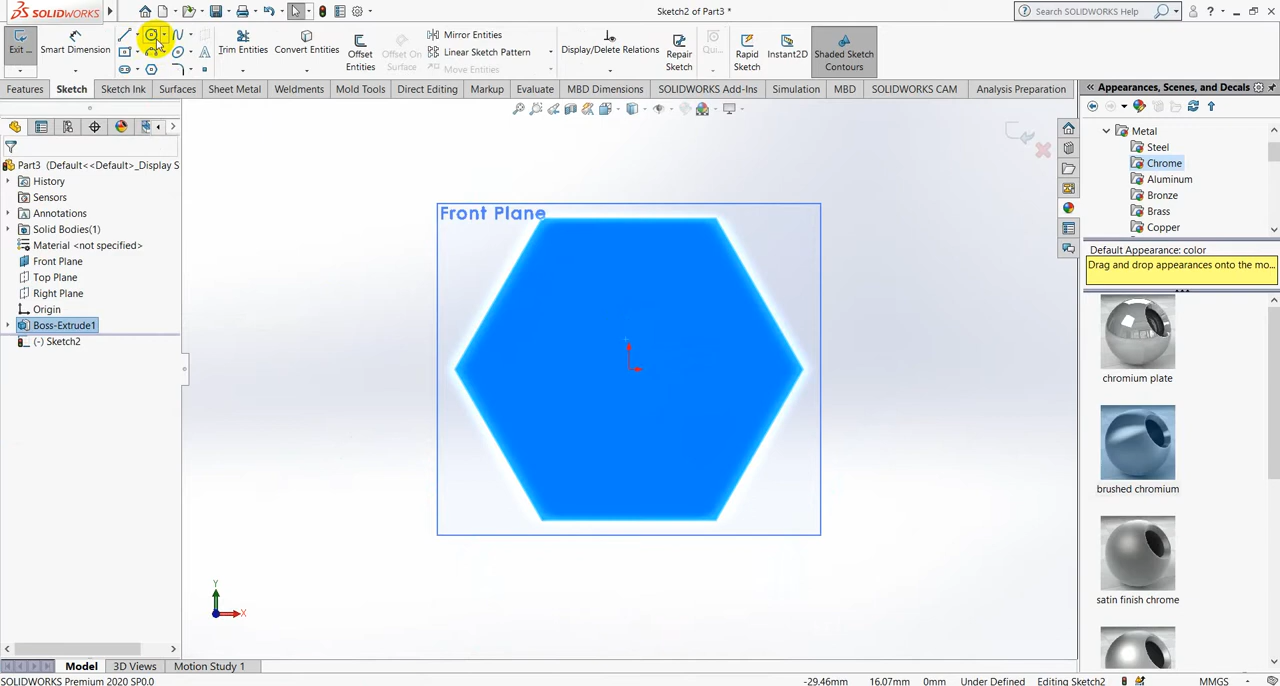 SOLIDWORKS
Sketch2 of Part3 *
Search SOLIDWORKS Help
Exit ...
Smart Dimension
Trim Entities
Convert Entities
Offset Entities
Offset On Surface
Mirror Entities
Linear Sketch Pattern
Move Entities
Display/Delete Relations
Repair Sketch
Qui...
Rapid Sketch
Instant2D
Shaded Sketch Contours
Features
Sketch
Sketch Ink
Surfaces
Sheet Metal
Weldments
Mold Tools
Direct Editing
Markup
Evaluate
MBD Dimensions
SOLIDWORKS Add-Ins
Simulation
MBD
SOLIDWORKS CAM
Analysis Preparation
Appearances, Scenes, and Decals
Part3 (Default<<Default>_Display S
History
Sensors
Annotations
Solid Bodies(1)
Material <not specified>
Front Plane
Top Plane
Right Plane
Origin
Boss-Extrude1
(-) Sketch2
Front Plane
Y
X
Metal
Steel
Chrome
Aluminum
Bronze
Brass
Copper
Default Appearance: color
Drag and drop appearances onto the mo...
chromium plate
brushed chromium
satin finish chrome
Model
3D Views
Motion Study 1
SOLIDWORKS Premium 2020 SP0.0
-29.46mm
16.07mm
0mm
Under Defined
Editing Sketch2
MMGS